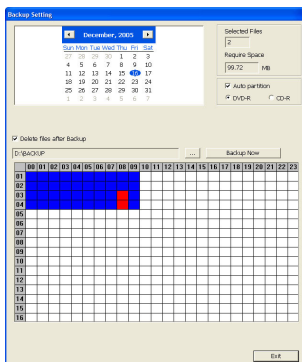 Backup Setting
December, 2005
Sun Mon Tue Wed Thu Fri Sat
27 28 29 30 1 2 3
4 5 6 7 8 9 10
11 12 13 14 15 16 17
18 19 20 21 22 23 24
25 26 27 28 29 30 31
1 2 3 4 5 6 7
Selected Files
2
Require Space
99.72 MB
Auto partition
DVD-R CD-R
Delete files after Backup
D:\BACKUP ... Backup Now
00 01 02 03 04 05 06 07 08 09 10 11 12 13 14 15 16 17 18 19 20 21 22 23
01
02
03
04
05
06
07
08
09
10
11
12
13
14
15
16
Exit